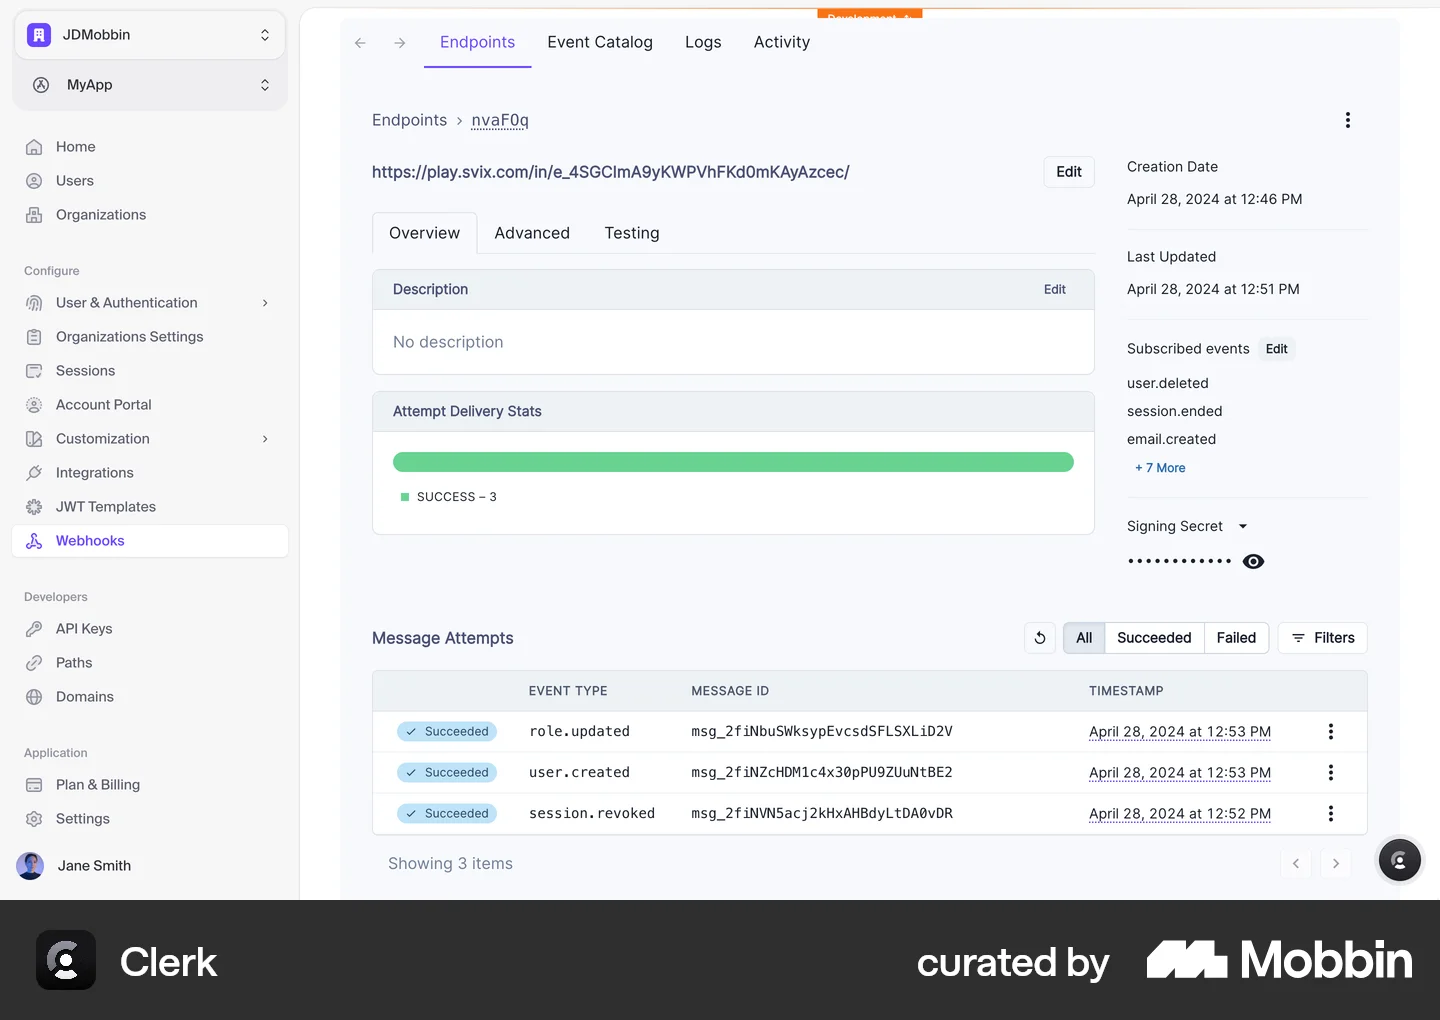 JDMobbin
MyApp
Home
Users
Organizations
Configure
User & Authentication
Organizations Settings
Sessions
Account Portal
Customization
Integrations
JWT Templates
Webhooks
Developers
API Keys
Paths
Domains
Application
Plan & Billing
Settings
Jane Smith
Development
Endpoints
Event Catalog
Logs
Activity
Endpoints > nvaFOq
https://play.svix.com/in/e_4SGClmA9yKWPVhFKd0mKAyAzcec/
Edit
Overview
Advanced
Testing
Description
Edit
No description
Attempt Delivery Stats
SUCCESS – 3
Creation Date
April 28, 2024 at 12:46 PM
Last Updated
April 28, 2024 at 12:51 PM
Subscribed events
Edit
user.deleted
session.ended
email.created
+ 7 More
Signing Secret
••••••••••••
Message Attempts
All
Succeeded
Failed
Filters
EVENT TYPE MESSAGE ID TIMESTAMP
Succeeded role.updated msg_2fiNbuSWksypEvcsdSFLSXLiD2V April 28, 2024 at 12:53 PM
Succeeded user.created msg_2fiNZcHDM1c4x30pPU9ZUuNtBE2 April 28, 2024 at 12:53 PM
Succeeded session.revoked msg_2fiNVN5acj2kHxAHBdyLtDA0vDR April 28, 2024 at 12:52 PM
Showing 3 items
Clerk
curated by
Mobbin